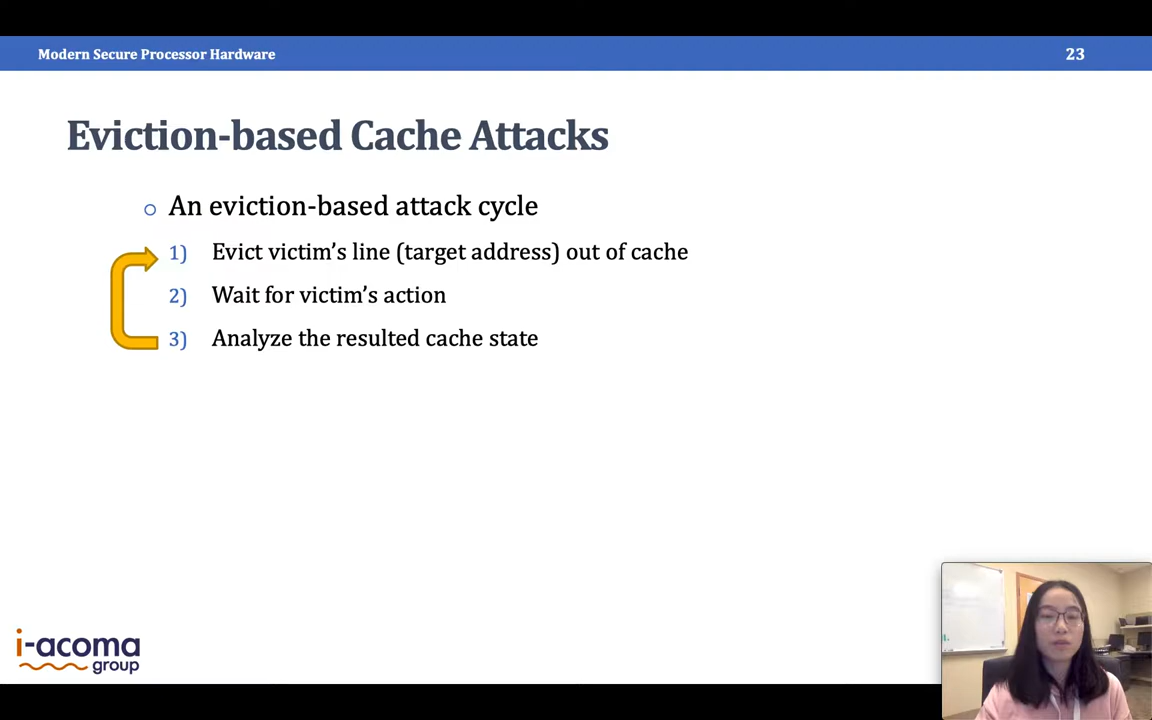 Modern Secure Processor Hardware
23
Eviction-based Cache Attacks
An eviction-based attack cycle
1) Evict victim’s line (target address) out of cache
2) Wait for victim’s action
3) Analyze the resulted cache state
i-acoma
group